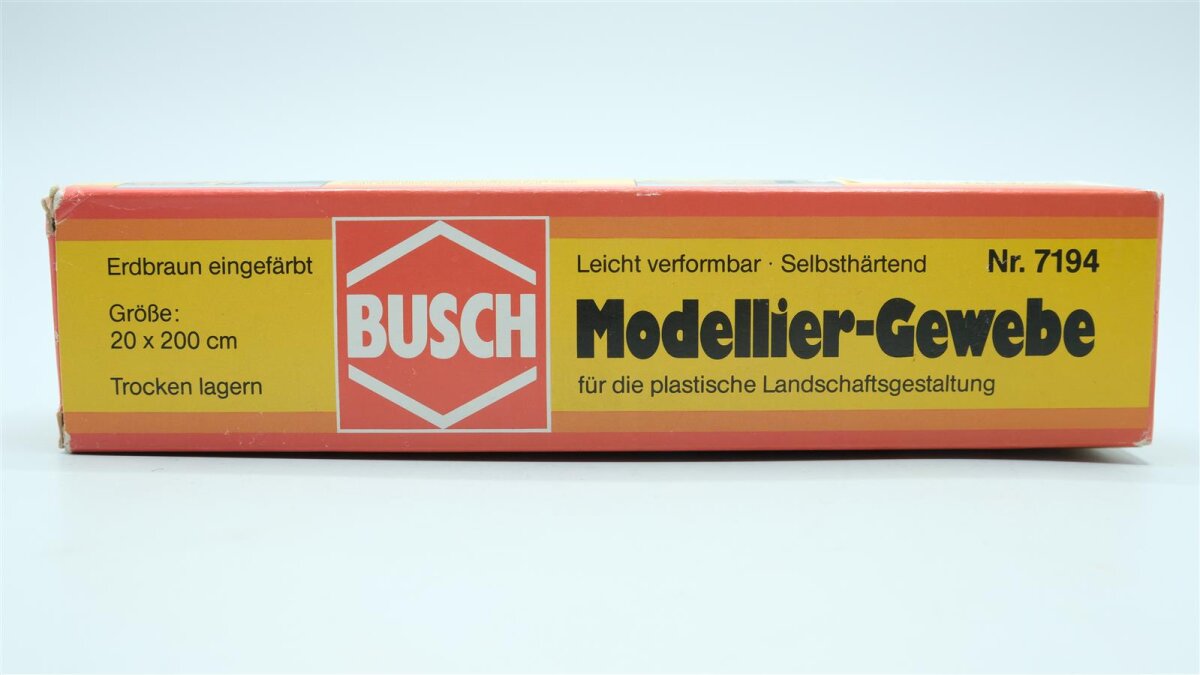 Erdbraun eingefärbt
Größe:
20 x 200 cm
Trocken lagern
BUSCH
Leicht verformbar · Selbsthärtend
Nr. 7194
Modellier-Gewebe
für die plastische Landschaftsgestaltung